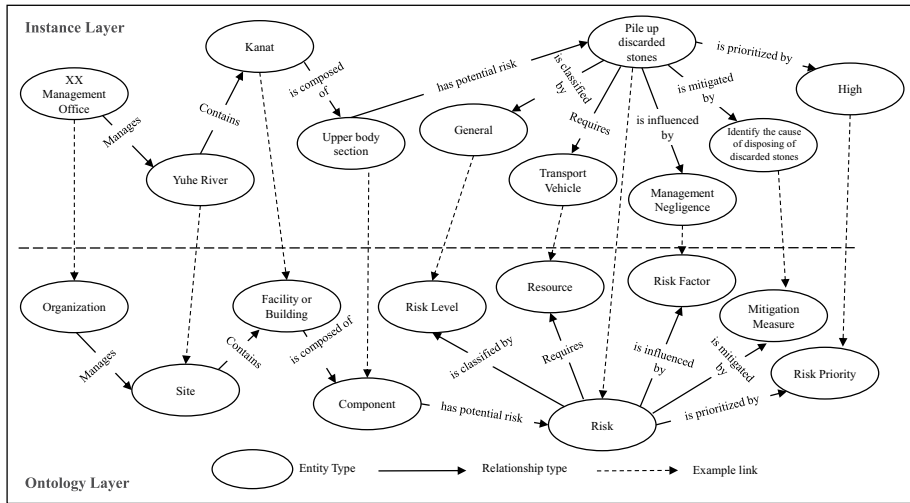 Instance Layer
Kanat
Pile up
discarded
stones
is prioritized by
XX
Management
Office
is composed
of
has potential risk
is classified
by
is mitigated
by
High
Contains
Manages
General
Requires
is influenced
by
Identify the cause
of disposing of
discarded stones
Upper body
section
Yuhe River
Transport
Vehicle
Management
Negligence
Organization
Facility or
Building
Risk Level
Resource
Risk Factor
Mitigation
Measure
Manages
Contains
is composed of
is classified by
Requires
is influenced
by
is mitigated
by
Risk Priority
Site
Component
has potential risk
Risk
is prioritized by
Entity Type
Relationship type
Example link
Ontology Layer